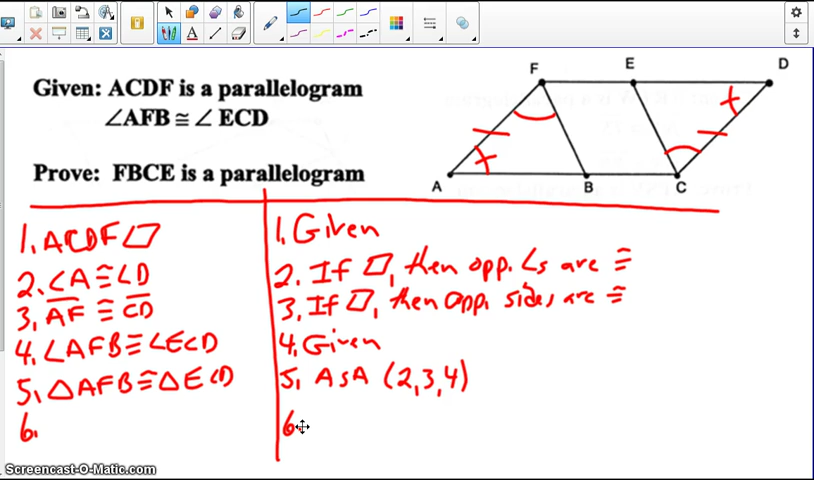 Given: ACDF is a parallelogram
∠AFB ≅ ∠ ECD
Prove: FBCE is a parallelogram
F
E
D
A
B
C
1. ACDF ▱
1. Given
2. ∠A ≅ ∠D
2. If ▱, then opp. ∠s are ≅
3. A̅F̅ ≅ C̅D̅
3. If ▱, then opp. sides are ≅
4. ∠AFB ≅ ∠ECD
4. Given
5. △AFB ≅ △ECD
5. ASA (2,3,4)
6.
6.
Screencast-O-Matic.com